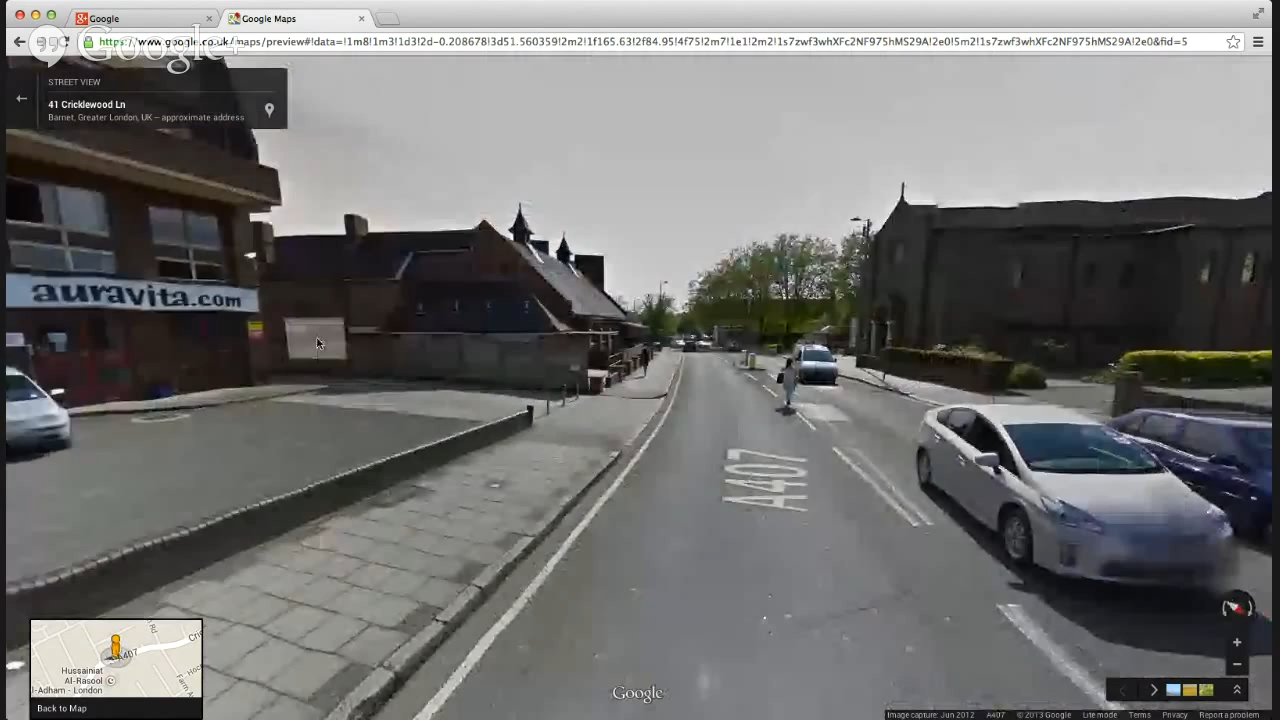 Google
Google Maps
https://www.google.co.uk/maps/preview#!data=!1m8!1m3!1d3!2d-0.208678!3d51.560359!2m2!1f165.63!2f84.95!4f75!2m7!1e1!2m2!1s7zwf3whXFc2NF975hMS29A!2e0!5m2!1s7zwf3whXFc2NF975hMS29A!2e0&fid=5
Google+
STREET VIEW
41 Cricklewood Ln
Barnet, Greater London, UK – approximate address
auravita.com
A407
A407
Hussainiat
Al-Rasool
l-Adham - London
Back to Map
Google
Image capture: Jun 2012 A407 © 2013 Google Lite mode Terms Privacy Report a problem